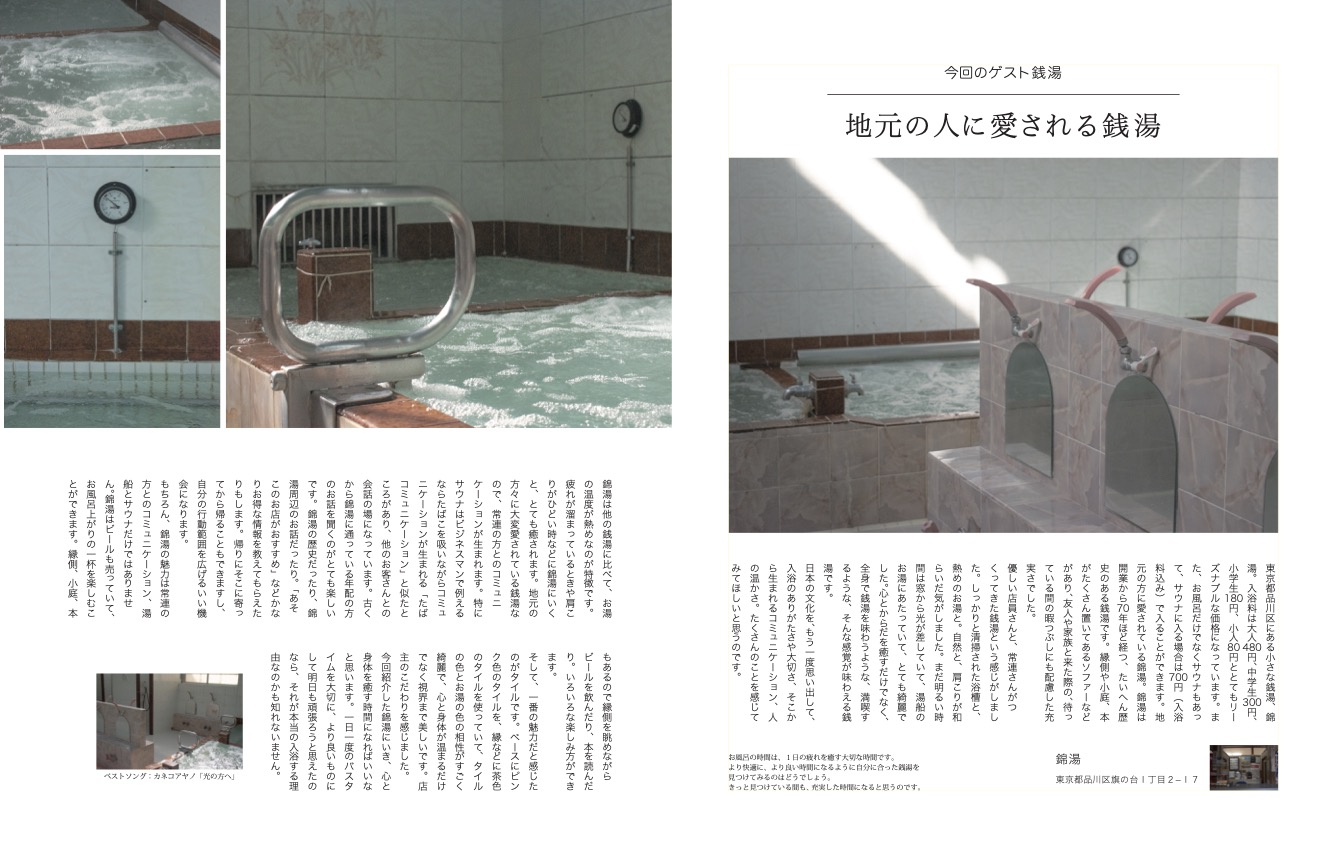 今回のゲスト銭湯
地元の人に愛される銭湯
東京都品川区にある小さな銭湯、錦
湯。入浴料は大人480円、中学生300円、
小学生180円、小人80円ととてもリー
ズナブルな価格になっています。ま
た、お風呂だけでなくサウナもあっ
て、サウナに入る場合は700円（入浴
料込み）で入ることができます。地
元の方に愛されている錦湯。錦湯は
開業から70年ほど経つ、たいへん歴
史のある銭湯です。縁側や小庭、本
がたくさん置いてあるソファーなど
があり、友人や家族と来た際の、待っ
ている間の暇つぶしにも配慮した充
実さでした。
優しい店員さんと、常連さんがつ
くってきた銭湯という感じがしまし
た。しっかりと清掃された浴槽と、
熱めのお湯と。自然と、肩こりが和
らいだ気がしました。まだ明るい時
間は窓から光が差していて、湯船の
お湯にあたっていて、とても綺麗で
した。心とからだを癒すだけでなく、
全身で銭湯を味わうような、満喫す
るような、そんな感覚が味わえる銭
湯です。
日本の文化を、もう一度思い出して、
入浴のありがたさや大切さ、そこか
ら生まれるコミュニケーション、人
の温かさ。たくさんのことを感じて
みてほしいと思うのです。
お風呂の時間は、1日の疲れを癒す大切な時間です。
より快適に、より良い時間になるように自分に合った銭湯を
見つけてみるのはどうでしょう。
きっと見つけている間も、充実した時間になると思うのです。
錦湯
東京都品川区旗の台1丁目2−17
錦湯は他の銭湯に比べて、お湯
の温度が熱めなのが特徴です。
疲れが溜まっているときや肩こ
りがひどい時などに錦湯にいく
と、とても癒されます。地元の
方々に大変愛されている銭湯な
ので、常連の方とのコミュニ
ケーションが生まれます。特に
サウナはビジネスマンで例える
ならたばこを吸いながらコミュ
ニケーションが生まれる「たば
コミュニケーション」と似たと
ころがあり、他のお客さんとの
会話の場になっています。古く
から錦湯に通っている年配の方
のお話を聞くのがとても楽しい
です。錦湯の歴史だったり、錦
湯周辺のお話だったり。「あそ
このお店がおすすめ」などかな
りお得な情報を教えてもらえた
りもします。帰りにそこに寄っ
てから帰ることもできますし、
自分の行動範囲を広げるいい機
会になります。
もちろん、錦湯の魅力は常連の
方とのコミュニケーション、湯
船とサウナだけではありませ
ん。錦湯はビールも売っていて、
お風呂上がりの一杯を楽しむこ
とができます。縁側、小庭、本
もあるので縁側を眺めながら
ビールを飲んだり、本を読んだ
り。いろいろな楽しみ方ができ
ます。
そして、一番の魅力だと感じた
のがタイルです。ベースにピン
ク色のタイルを、縁などに茶色
のタイルを使っていて、タイル
の色とお湯の色の相性がすごく
綺麗で、心と身体が温まるだけ
でなく視界まで美しいです。店
主のこだわりを感じました。
今回紹介した錦湯にいき、心と
身体を癒す時間になればいいな
と思います。一日一度のバスタ
イムを大切に、より良いものに
して明日も頑張ろうと思えたの
なら、それが本当の入浴する理
由なのかも知れないません。
ベストソング：カネコアヤノ「光の方へ」